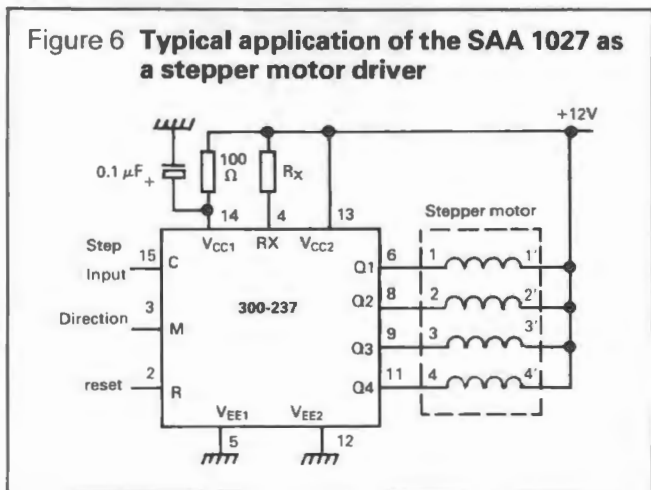 Figure 6 Typical application of the SAA 1027 as
a stepper motor driver
+12V
0.1 μF +
100
Ω
RX
14
4
13
Stepper motor
Step
Input
15
C
VCC1
RX
VCC2
Q1
6
1
1'
Direction
3
M
300-237
Q2
8
2
2'
Q3
9
3
3'
reset
2
R
Q4
11
4
4'
VEE1
VEE2
5
12